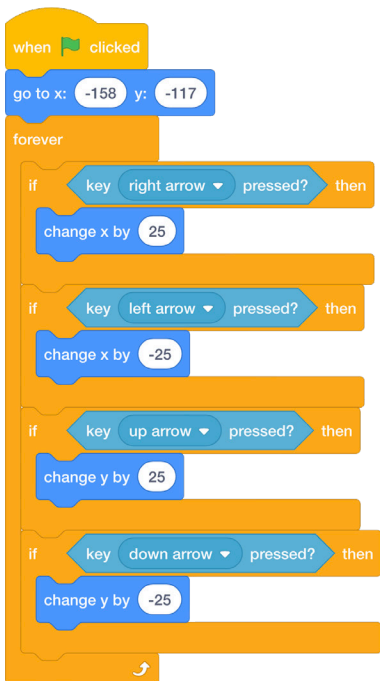 when clicked
go to x: -158 y: -117
forever
if key right arrow pressed? then
change x by 25
if key left arrow pressed? then
change x by -25
if key up arrow pressed? then
change y by 25
if key down arrow pressed? then
change y by -25